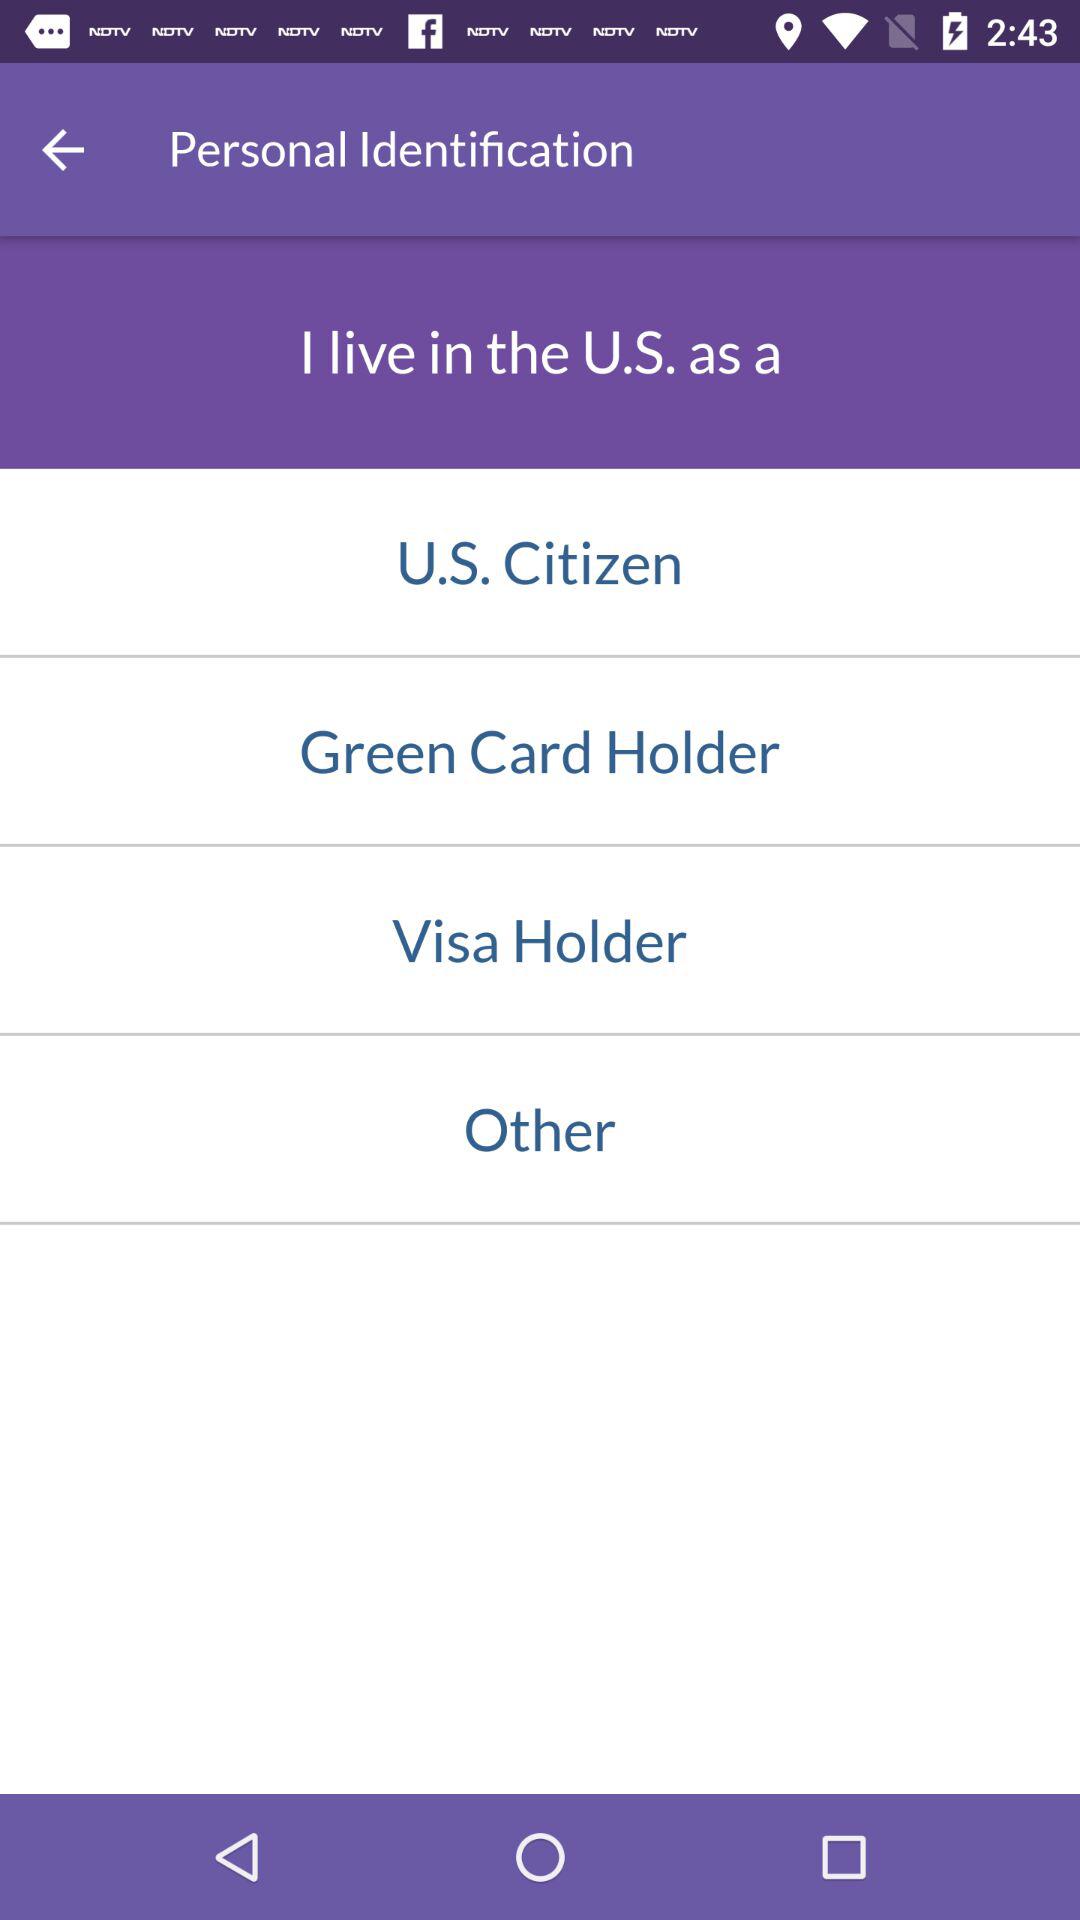 NDTV NDTV NDTV NDTV NDTV NDTV NDTV NDTV NDTV 2:43
Personal Identification
I live in the U.S. as a
U.S. Citizen
Green Card Holder
Visa Holder
Other